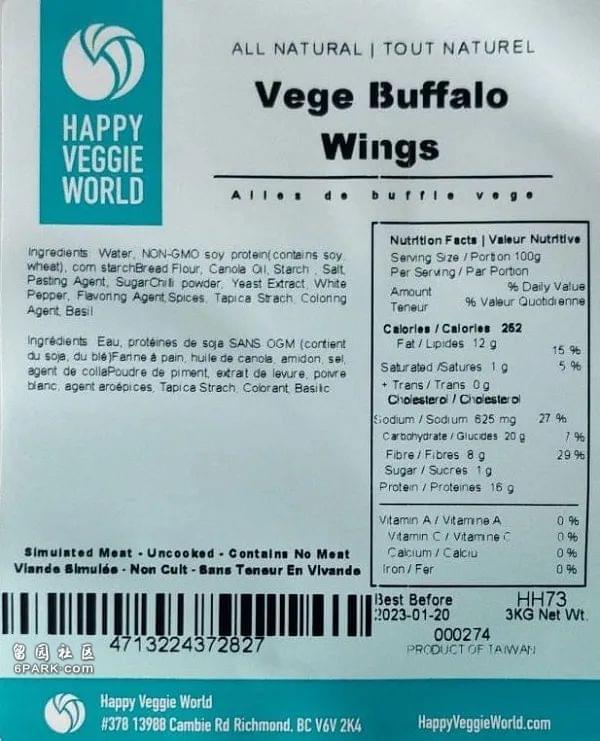 HAPPY
VEGGIE
WORLD
ALL NATURAL | TOUT NATUREL
Vege Buffalo
Wings
Ailes de buffle vege
Ingredients: Water, NON-GMO soy protein(contains soy,
wheat), corn starchBread Flour, Canola Oil, Starch , Salt,
Pasting Agent, SugarChili powder, Yeast Extract, White
Pepper, Flavoring Agent,Spices, Tapica Strach, Coloring
Agent, Basil
Ingrédients: Eau, protéines de soja SANS OGM (contient
du soja, du blé)Farine à pain, huile de canola, amidon, sel,
agent de collaPoudre de piment, extrait de levure, poivre
blanc, agent aroépices, Tapica Strach, Colorant, Basilic
Simulated Meat - Uncooked - Contains No Meat
Viande Simulée - Non Cuit - Sans Teneur En Vivande
Nutrition Facts | Valeur Nutritive
Serving Size / Portion 100g
Per Serving / Par Portion
Amount % Daily Value
Teneur % Valeur Quotidienne
Calories / Calories 252
Fat / Lipides 12 g 15 %
Saturated /Satures 1 g 5 %
+ Trans / Trans 0 g
Cholesterol / Cholesterol
Sodium / Sodium 625 mg 27 %
Carbohydrate / Glucides 20 g 7 %
Fibre / Fibres 8 g 29 %
Sugar / Sucres 1 g
Protein / Proteines 16 g
Vitamin A / Vitamine A 0 %
Vitamin C / Vitamine C 0 %
Calcium / Calciu 0 %
Iron / Fer 0 %
Best Before HH73
2023-01-20 3KG Net Wt.
000274
PRODUCT OF TAIWAN
4713224372827
留园社区
6PARK.com
Happy Veggie World
#378 13988 Cambie Rd Richmond, BC V6V 2K4
HappyVeggieWorld.com